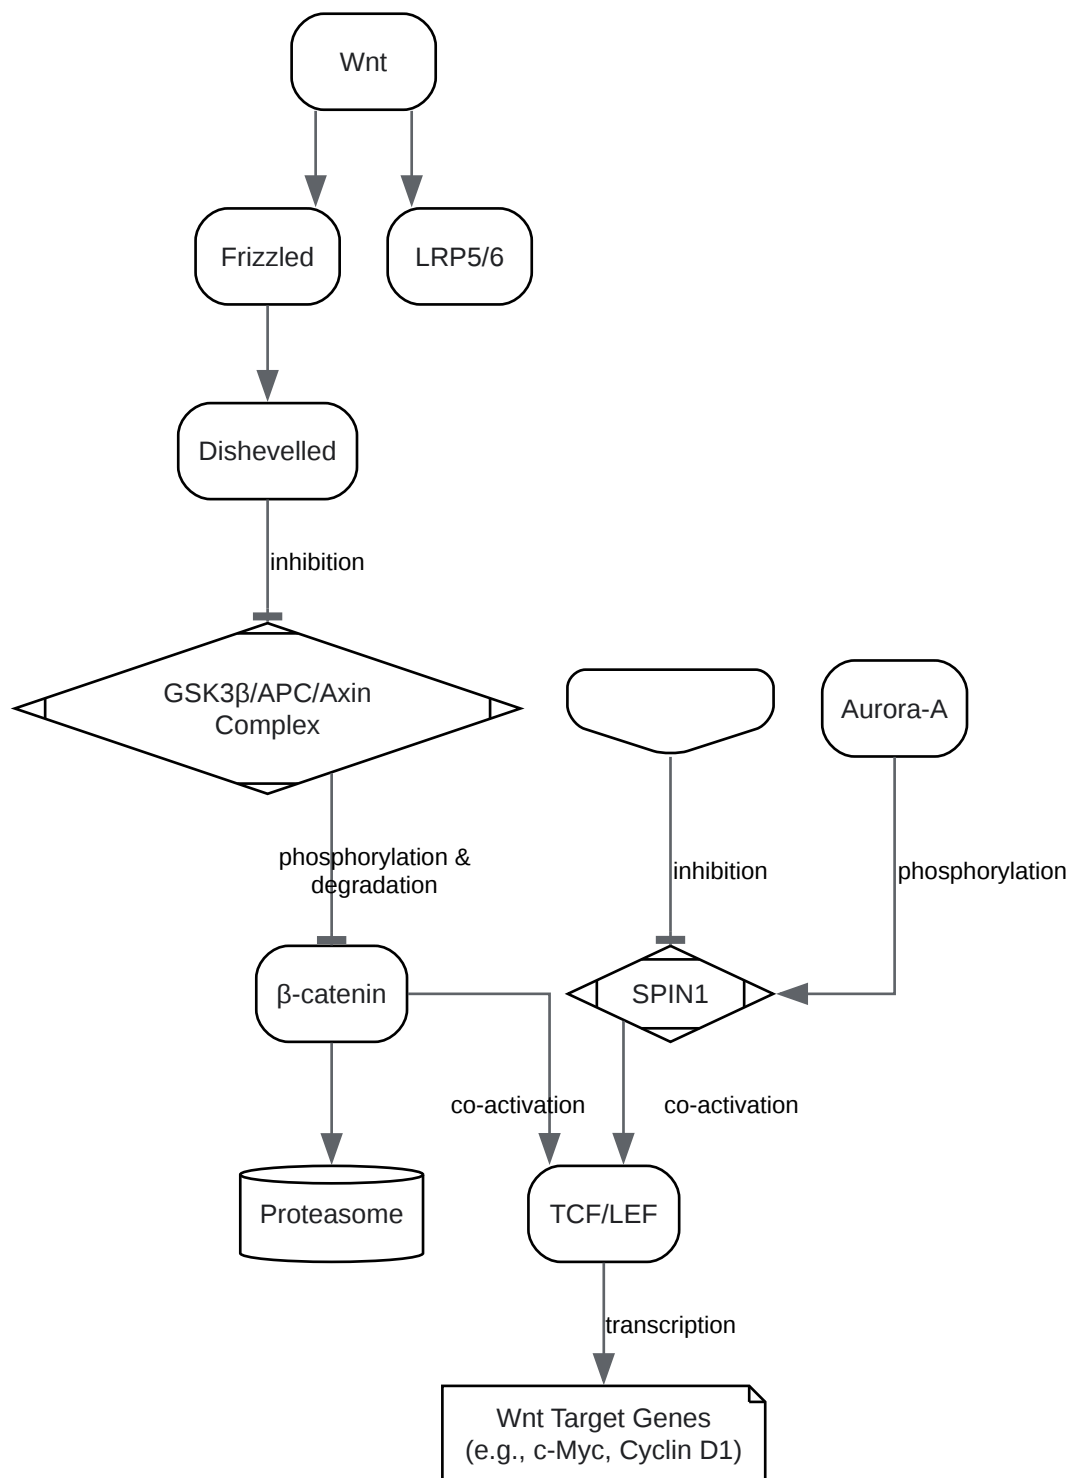 Wnt
Frizzled
LRP5/6
Dishevelled
inhibition
GSK3β/APC/Axin
Complex
Aurora-A
phosphorylation &
degradation
inhibition
phosphorylation
β-catenin
SPIN1
co-activation
co-activation
Proteasome
TCF/LEF
transcription
Wnt Target Genes
(e.g., c-Myc, Cyclin D1)